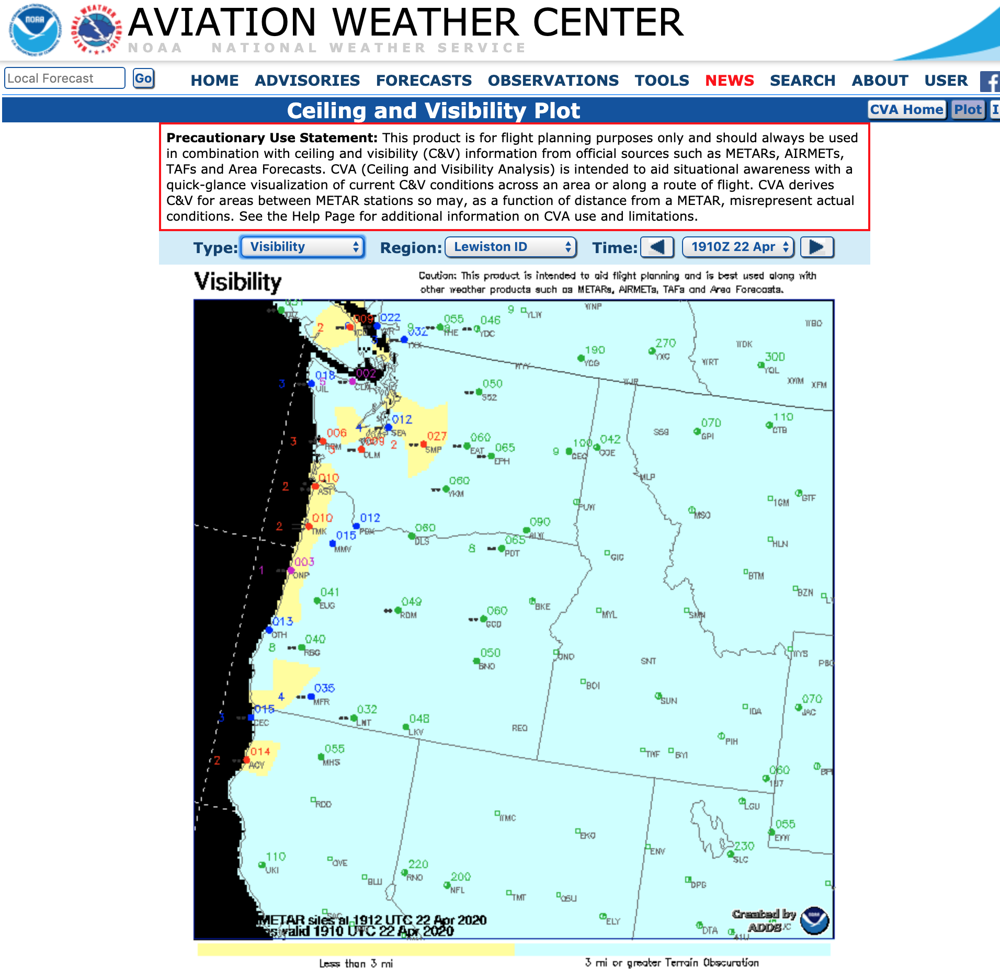 NOAA
AVIATION WEATHER CENTER
NOAA NATIONAL WEATHER SERVICE
Local Forecast Go HOME ADVISORIES FORECASTS OBSERVATIONS TOOLS NEWS SEARCH ABOUT USER
Ceiling and Visibility Plot CVA Home Plot
Precautionary Use Statement: This product is for flight planning purposes only and should always be used
in combination with ceiling and visibility (C&V) information from official sources such as METARs, AIRMETs,
TAFs and Area Forecasts. CVA (Ceiling and Visibility Analysis) is intended to aid situational awareness with a
quick-glance visualization of current C&V conditions across an area or along a route of flight. CVA derives
C&V for areas between METAR stations so may, as a function of distance from a METAR, misrepresent actual
conditions. See the Help Page for additional information on CVA use and limitations.
Type: Visibility Region: Lewiston ID Time: 1910Z 22 Apr
Visibility
Caution: This product is intended to aid flight planning and is best used along with
other weather products such as METARs, AIRMETs, TAFs and Area Forecasts.
031
2 009
022
032
055 YHE
046 YDC
9 YLW
YNP
YBD
YDK
190 YCG
270 YXC
YRT
300 YQL
XWM XFM
3 018 UIL
002
050 S52
4 012 SEA
3 006
009 OLM
2 027 SMP
060 EAT
065 EPH
9 100 GEG
042 COE
S59
070 GPI
110 CTB
MLP
2 010 AST
060 YKM
PUW
MSO
1GM
GTF
2 010 TMK
012 PDX
015 MMV
060 DLS
090 ALW
8 065 PDT
GIC
HLN
BTM
1 003 ONP
BZN
041 EUG
049 RDM
060 GCD
BKE
MYL
SMN
013 OTH
8 040 RBG
050 BNO
ONO
SNT
WYS
BOI
4 035 MFR
SUN
IDA
070 JAC
3 015 CEC
032 LMT
048 LKV
REO
PIH
2 014 ACV
055 MHS
TWF
BYI
060 1U7
RDD
WMC
EKO
ENV
LGU
055 EVW
110 UKI
OVE
BLU
220 RNO
200 NFL
TMT
230 SLC
DPG
ELY
DTA
METAR sites at 1912 UTC 22 Apr 2020
valid 1910 UTC 22 Apr 2020
Created by
ADDS
Less than 3 mi 3 mi or greater Terrain Obscuration